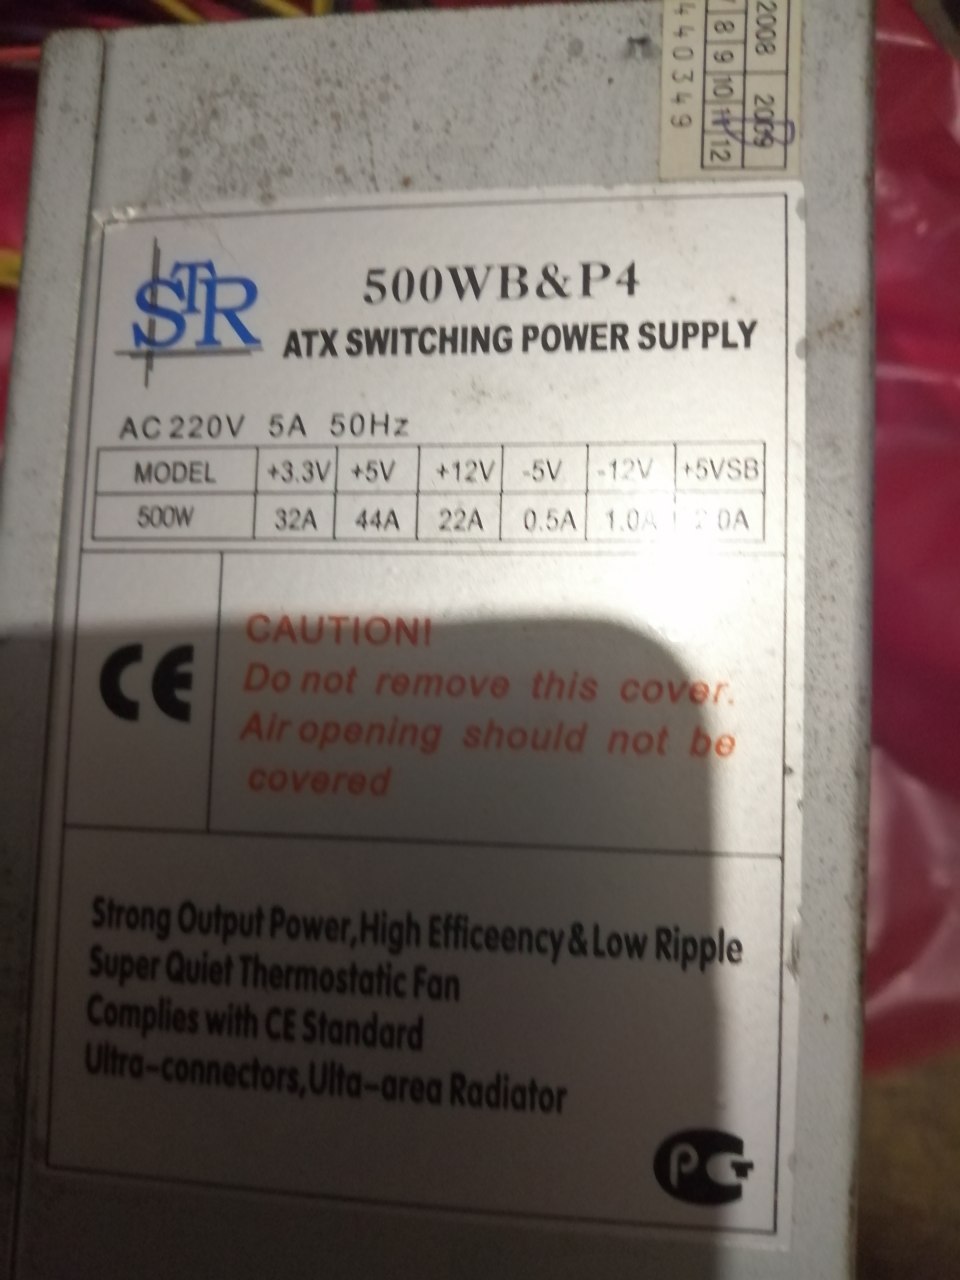 2008 2009
7 8 9 10 11 12
440349
STR
500WB&P4
ATX SWITCHING POWER SUPPLY
AC 220V 5A 50Hz
MODEL +3.3V +5V +12V -5V -12V +5VSB
500W 32A 44A 22A 0.5A 1.0A 2.0A
CE
CAUTION!
Do not remove this cover.
Air opening should not be
covered
Strong Output Power,High Efficeency & Low Ripple
Super Quiet Thermostatic Fan
Complies with CE Standard
Ultra-connectors,Ulta-area Radiator